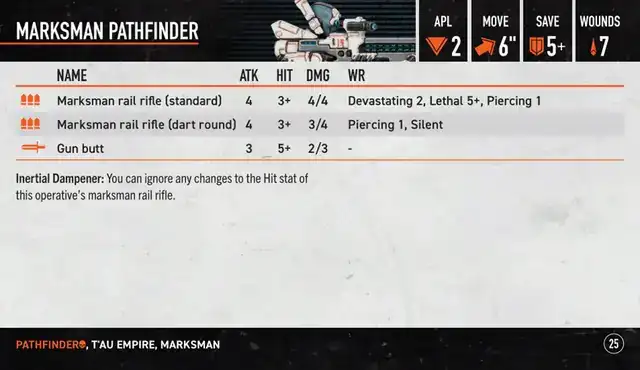 MARKSMAN PATHFINDER
APL MOVE SAVE WOUNDS
2 6" 5+ 7
NAME ATK HIT DMG WR
Marksman rail rifle (standard) 4 3+ 4/4 Devastating 2, Lethal 5+, Piercing 1
Marksman rail rifle (dart round) 4 3+ 3/4 Piercing 1, Silent
Gun butt 3 5+ 2/3 -
Inertial Dampener: You can ignore any changes to the Hit stat of
this operative's marksman rail rifle.
PATHFINDER, T'AU EMPIRE, MARKSMAN
25